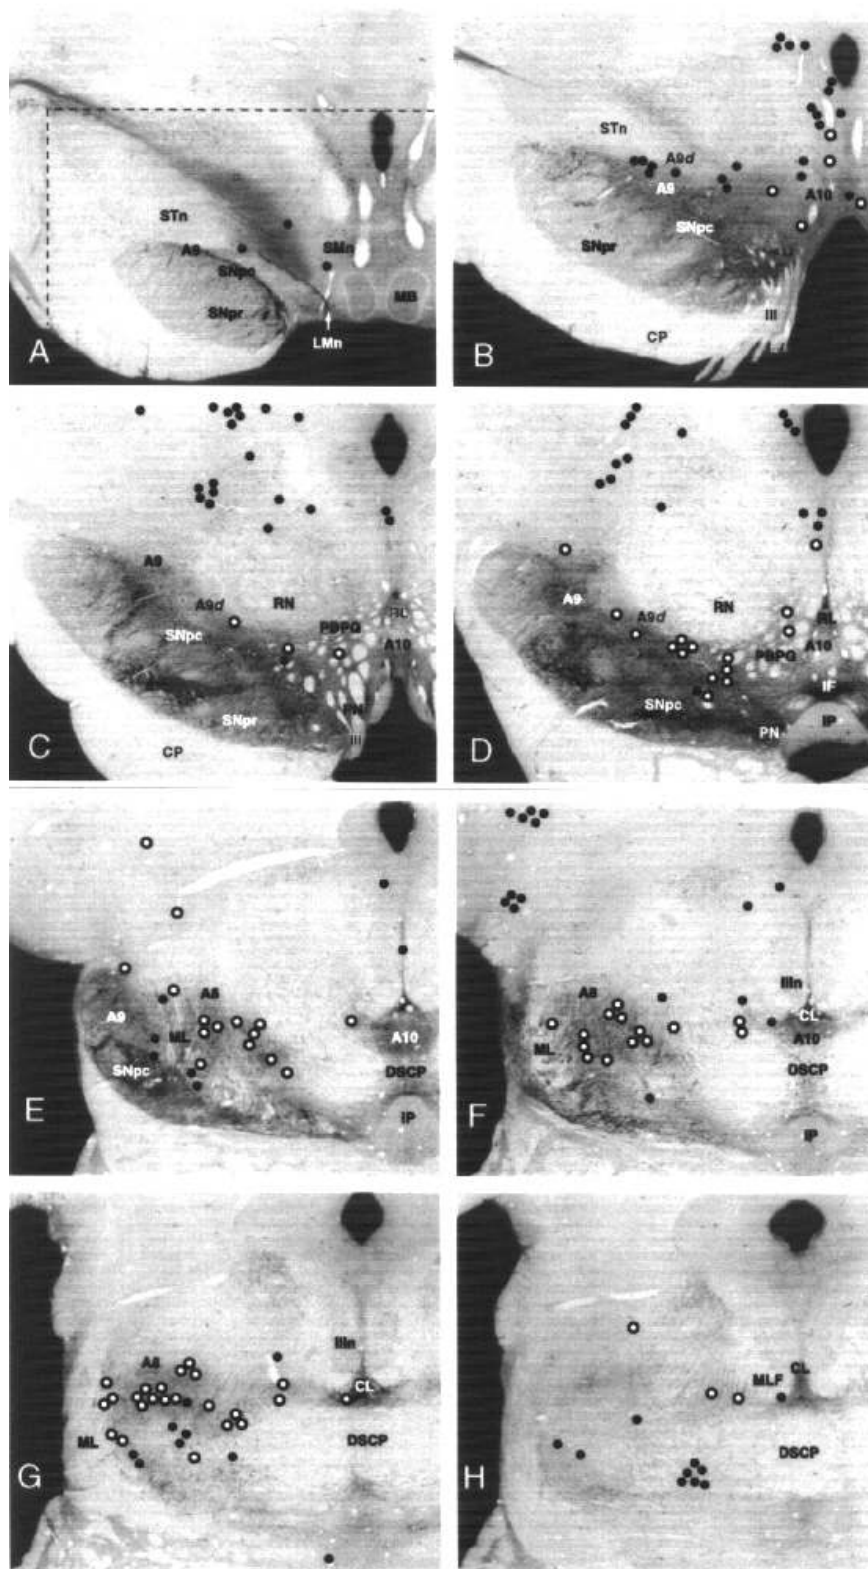 STn
A9
SNpc
SMn
SNpr
MB
A
LMn
STn
A9d
A9
A10
SNpc
SNpr
III
CP
B
A9
A9d
RN
RL
SNpc
PBPG
A10
PN
SNpr
III
C
CP
A9
A9d
RN
RL
PBPG
A10
IF
SNpc
IP
PN
D
A8
A9
ML
A10
SNpc
DSCP
E
IP
IIIn
A8
CL
A10
ML
DSCP
F
IP
IIIn
A8
CL
ML
DSCP
G
CL
MLF
DSCP
H